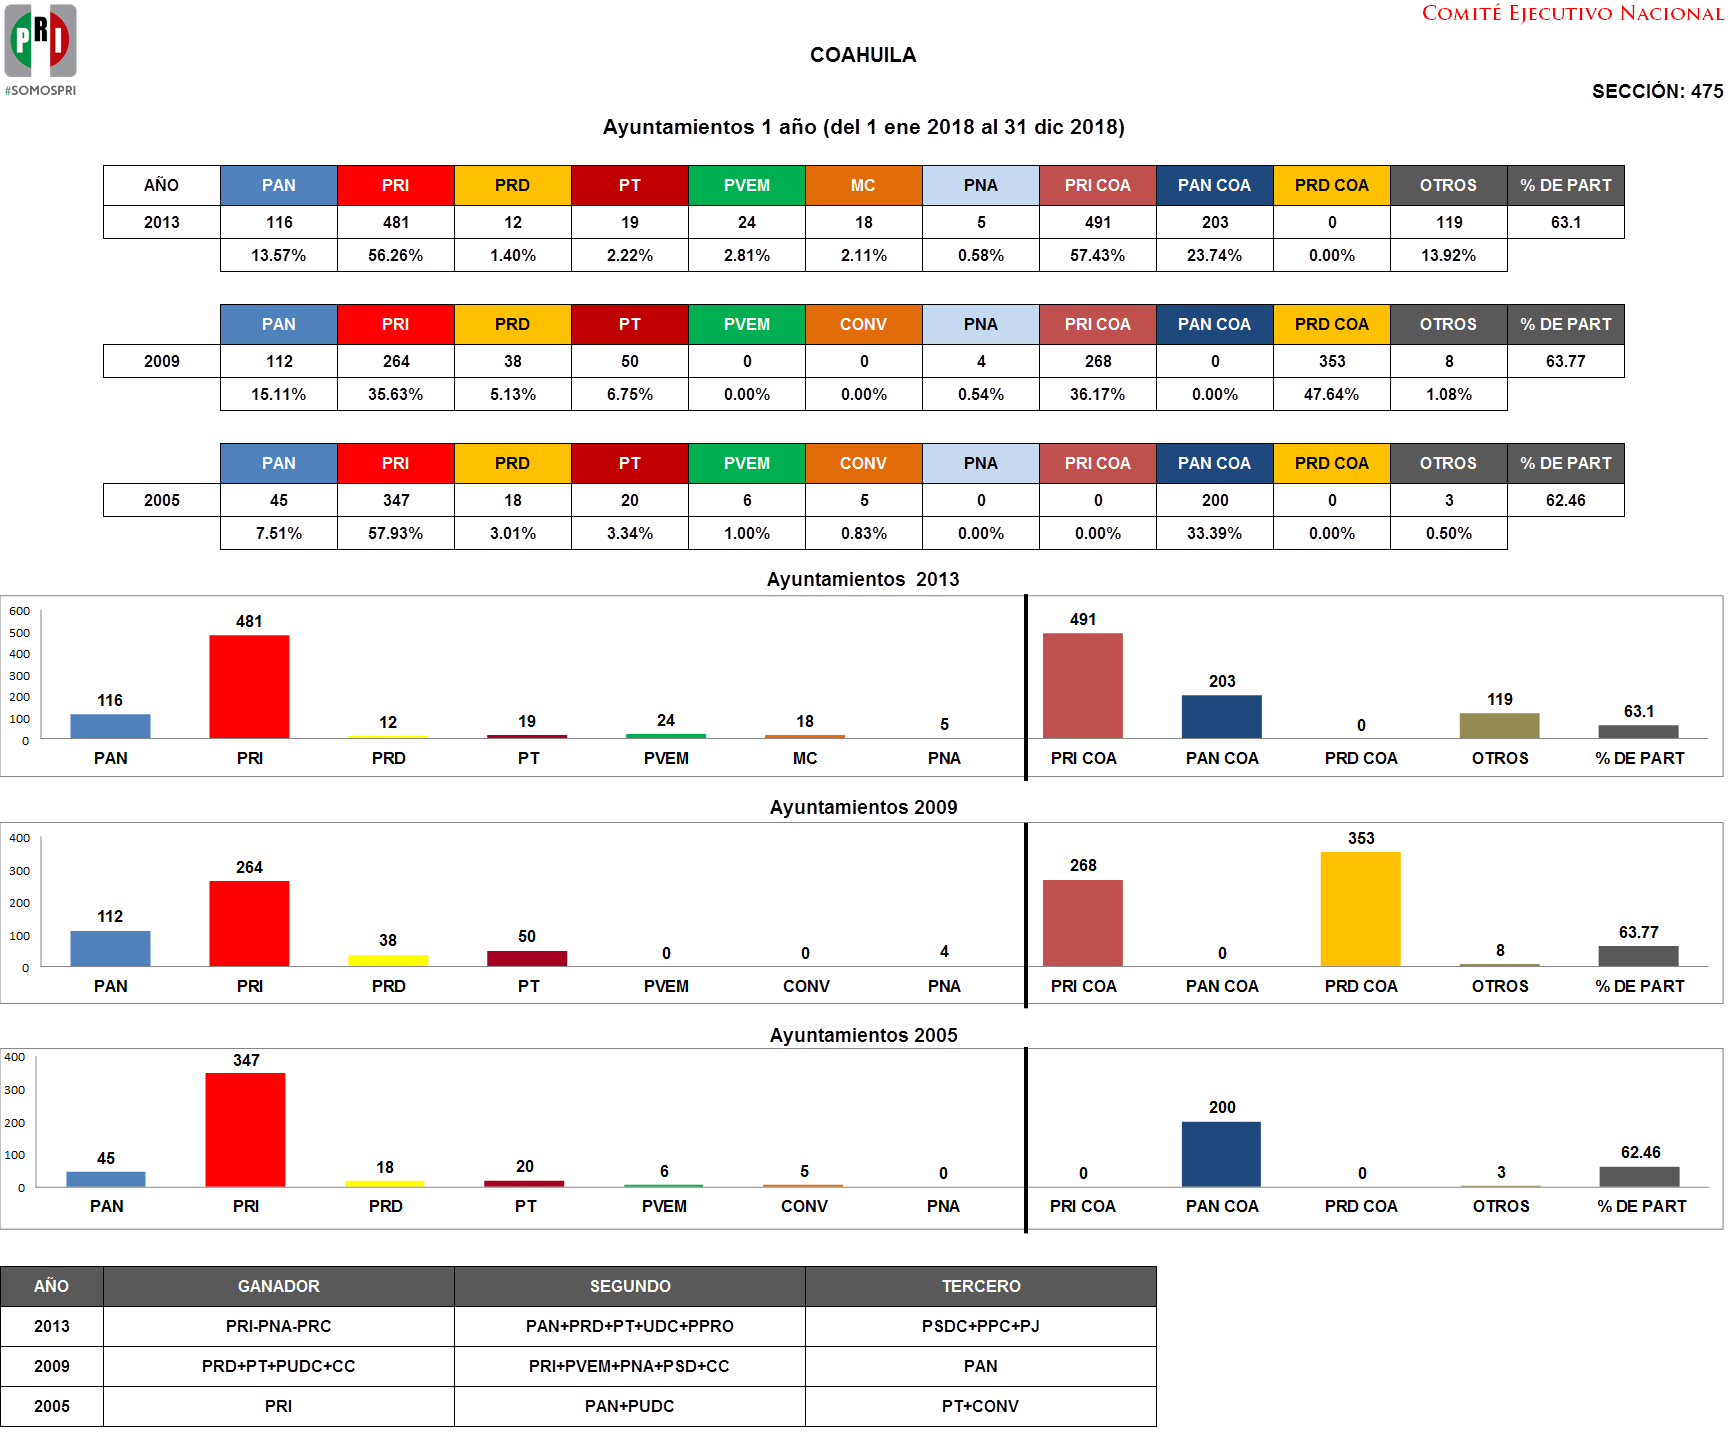 COMITÉ EJECUTIVO NACIONAL
PRI
#SOMOSPRI
COAHUILA
SECCIÓN: 475
Ayuntamientos 1 año (del 1 ene 2018 al 31 dic 2018)
AÑO PAN PRI PRD PT PVEM MC PNA PRI COA PAN COA PRD COA OTROS % DE PART
2013 116 481 12 19 24 18 5 491 203 0 119 63.1
13.57% 56.26% 1.40% 2.22% 2.81% 2.11% 0.58% 57.43% 23.74% 0.00% 13.92%
PAN PRI PRD PT PVEM CONV PNA PRI COA PAN COA PRD COA OTROS % DE PART
2009 112 264 38 50 0 0 4 268 0 353 8 63.77
15.11% 35.63% 5.13% 6.75% 0.00% 0.00% 0.54% 36.17% 0.00% 47.64% 1.08%
PAN PRI PRD PT PVEM CONV PNA PRI COA PAN COA PRD COA OTROS % DE PART
2005 45 347 18 20 6 5 0 0 200 0 3 62.46
7.51% 57.93% 3.01% 3.34% 1.00% 0.83% 0.00% 0.00% 33.39% 0.00% 0.50%
Ayuntamientos 2013
600
500
400
300
200
100
0
116 481 12 19 24 18 5 491 203 0 119 63.1
PAN PRI PRD PT PVEM MC PNA PRI COA PAN COA PRD COA OTROS % DE PART
Ayuntamientos 2009
400
300
200
100
0
112 264 38 50 0 0 4 268 0 353 8 63.77
PAN PRI PRD PT PVEM CONV PNA PRI COA PAN COA PRD COA OTROS % DE PART
Ayuntamientos 2005
400
300
200
100
0
45 347 18 20 6 5 0 0 200 0 3 62.46
PAN PRI PRD PT PVEM CONV PNA PRI COA PAN COA PRD COA OTROS % DE PART
AÑO GANADOR SEGUNDO TERCERO
2013 PRI-PNA-PRC PAN+PRD+PT+UDC+PPRO PSDC+PPC+PJ
2009 PRD+PT+PUDC+CC PRI+PVEM+PNA+PSD+CC PAN
2005 PRI PAN+PUDC PT+CONV